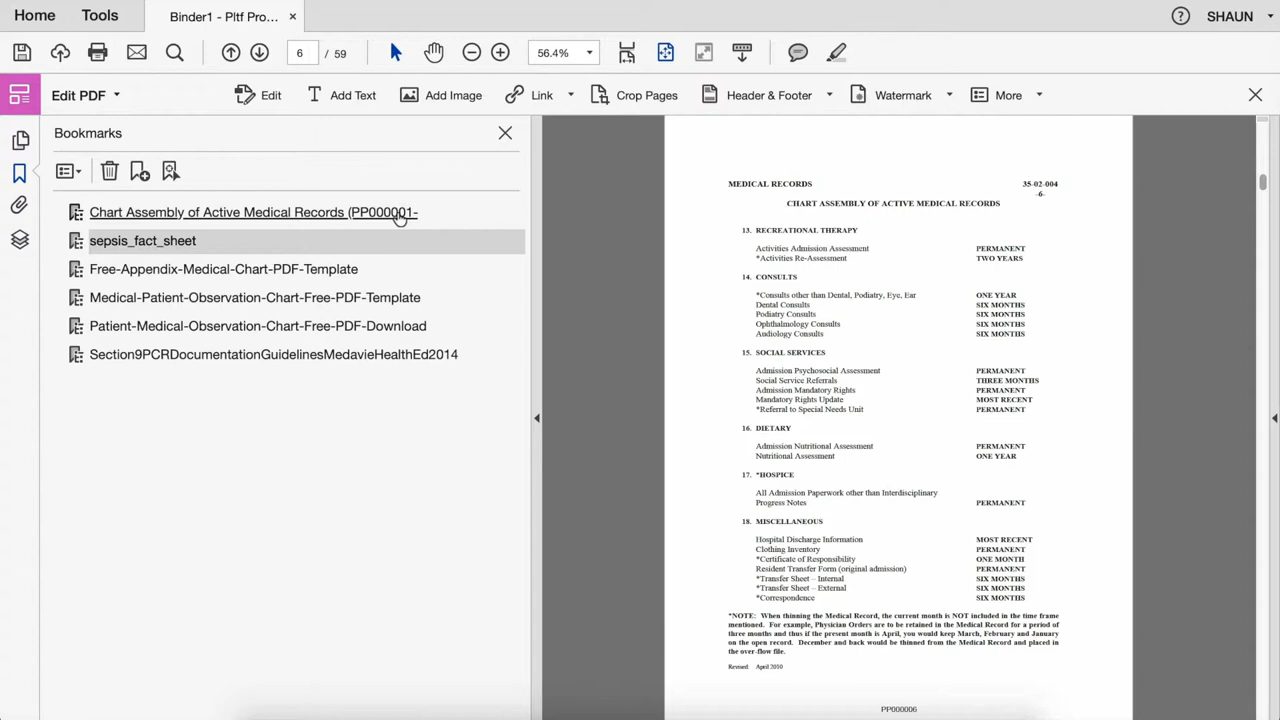 Home Tools Binder1 - Pltf Pro... × SHAUN
6 / 59 56.4%
Edit PDF Edit Add Text Add Image Link Crop Pages Header & Footer Watermark More
Bookmarks
Chart Assembly of Active Medical Records (PP000001-
Free-Appendix-Medical-Chart-PDF-Template
Medical-Patient-Observation-Chart-Free-PDF-Template
Patient-Medical-Observation-Chart-Free-PDF-Download
Section9PCRDocumentationGuidelinesMedavieHealthEd2014
MEDICAL RECORDS 35-02-004
-6-
CHART ASSEMBLY OF ACTIVE MEDICAL RECORDS
13. RECREATIONAL THERAPY
Activities Admission Assessment PERMANENT
*Activities Re-Assessment TWO YEARS
14. CONSULTS
*Consults other than Dental, Podiatry, Eye, Ear ONE YEAR
Dental Consults SIX MONTHS
Podiatry Consults SIX MONTHS
Ophthalmology Consults SIX MONTHS
Audiology Consults SIX MONTHS
15. SOCIAL SERVICES
Admission Psychosocial Assessment PERMANENT
Social Service Referrals THREE MONTHS
Admission Mandatory Rights PERMANENT
Mandatory Rights Update MOST RECENT
*Referral to Special Needs Unit PERMANENT
16. DIETARY
Admission Nutritional Assessment PERMANENT
Nutritional Assessment ONE YEAR
17. *HOSPICE
All Admission Paperwork other than Interdisciplinary
Progress Notes PERMANENT
18. MISCELLANEOUS
Hospital Discharge Information MOST RECENT
Clothing Inventory PERMANENT
*Certificate of Responsibility ONE MONTH
Resident Transfer Form (original admission) PERMANENT
*Transfer Sheet – Internal SIX MONTHS
*Transfer Sheet – External SIX MONTHS
*Correspondence SIX MONTHS
*NOTE: When thinning the Medical Record, the current month is NOT included in the time frame
mentioned. For example, Physician Orders are to be retained in the Medical Record for a period of
three months and thus if the present month is April, you would keep March, February and January
on the open record. December and back would be thinned from the Medical Record and placed in
the over-flow file.
Revised: April 2010
PP000006